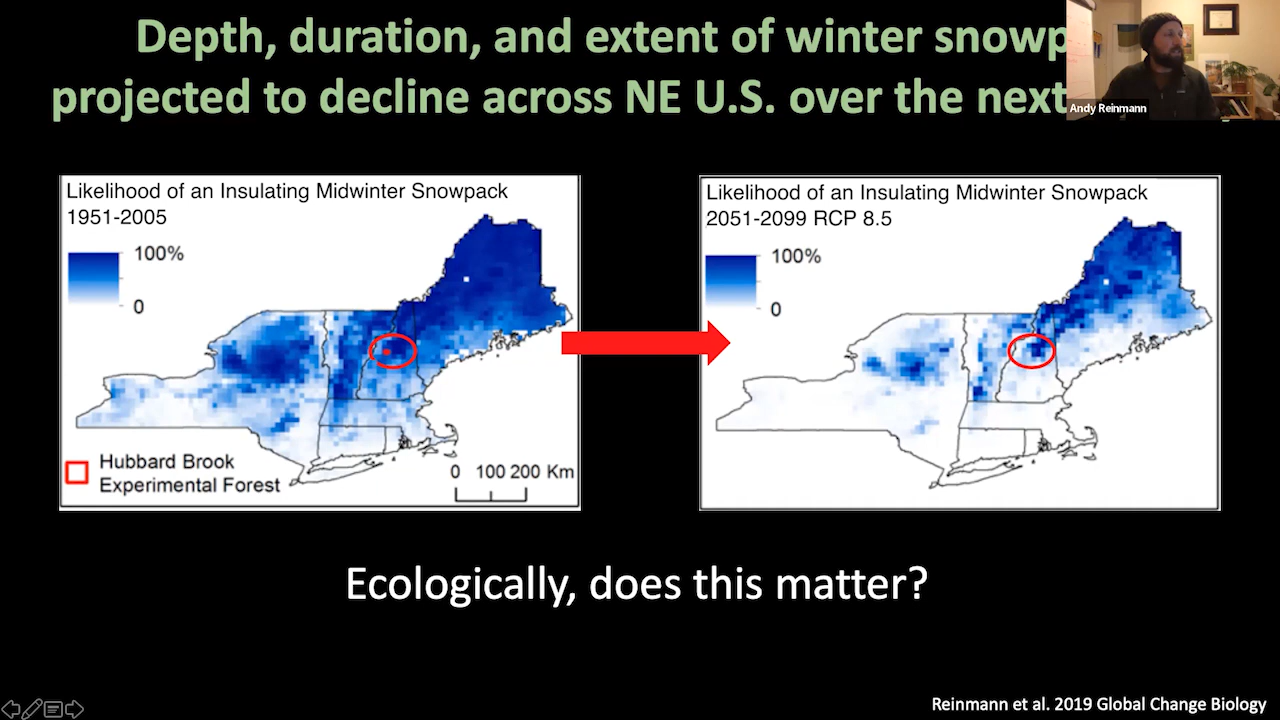 Depth, duration, and extent of winter snowp
projected to decline across NE U.S. over the next
Andy Reinmann
Likelihood of an Insulating Midwinter Snowpack
1951-2005
100%
0
Hubbard Brook
Experimental Forest
0 100 200 Km
Likelihood of an Insulating Midwinter Snowpack
2051-2099 RCP 8.5
100%
0
Ecologically, does this matter?
Reinmann et al. 2019 Global Change Biology